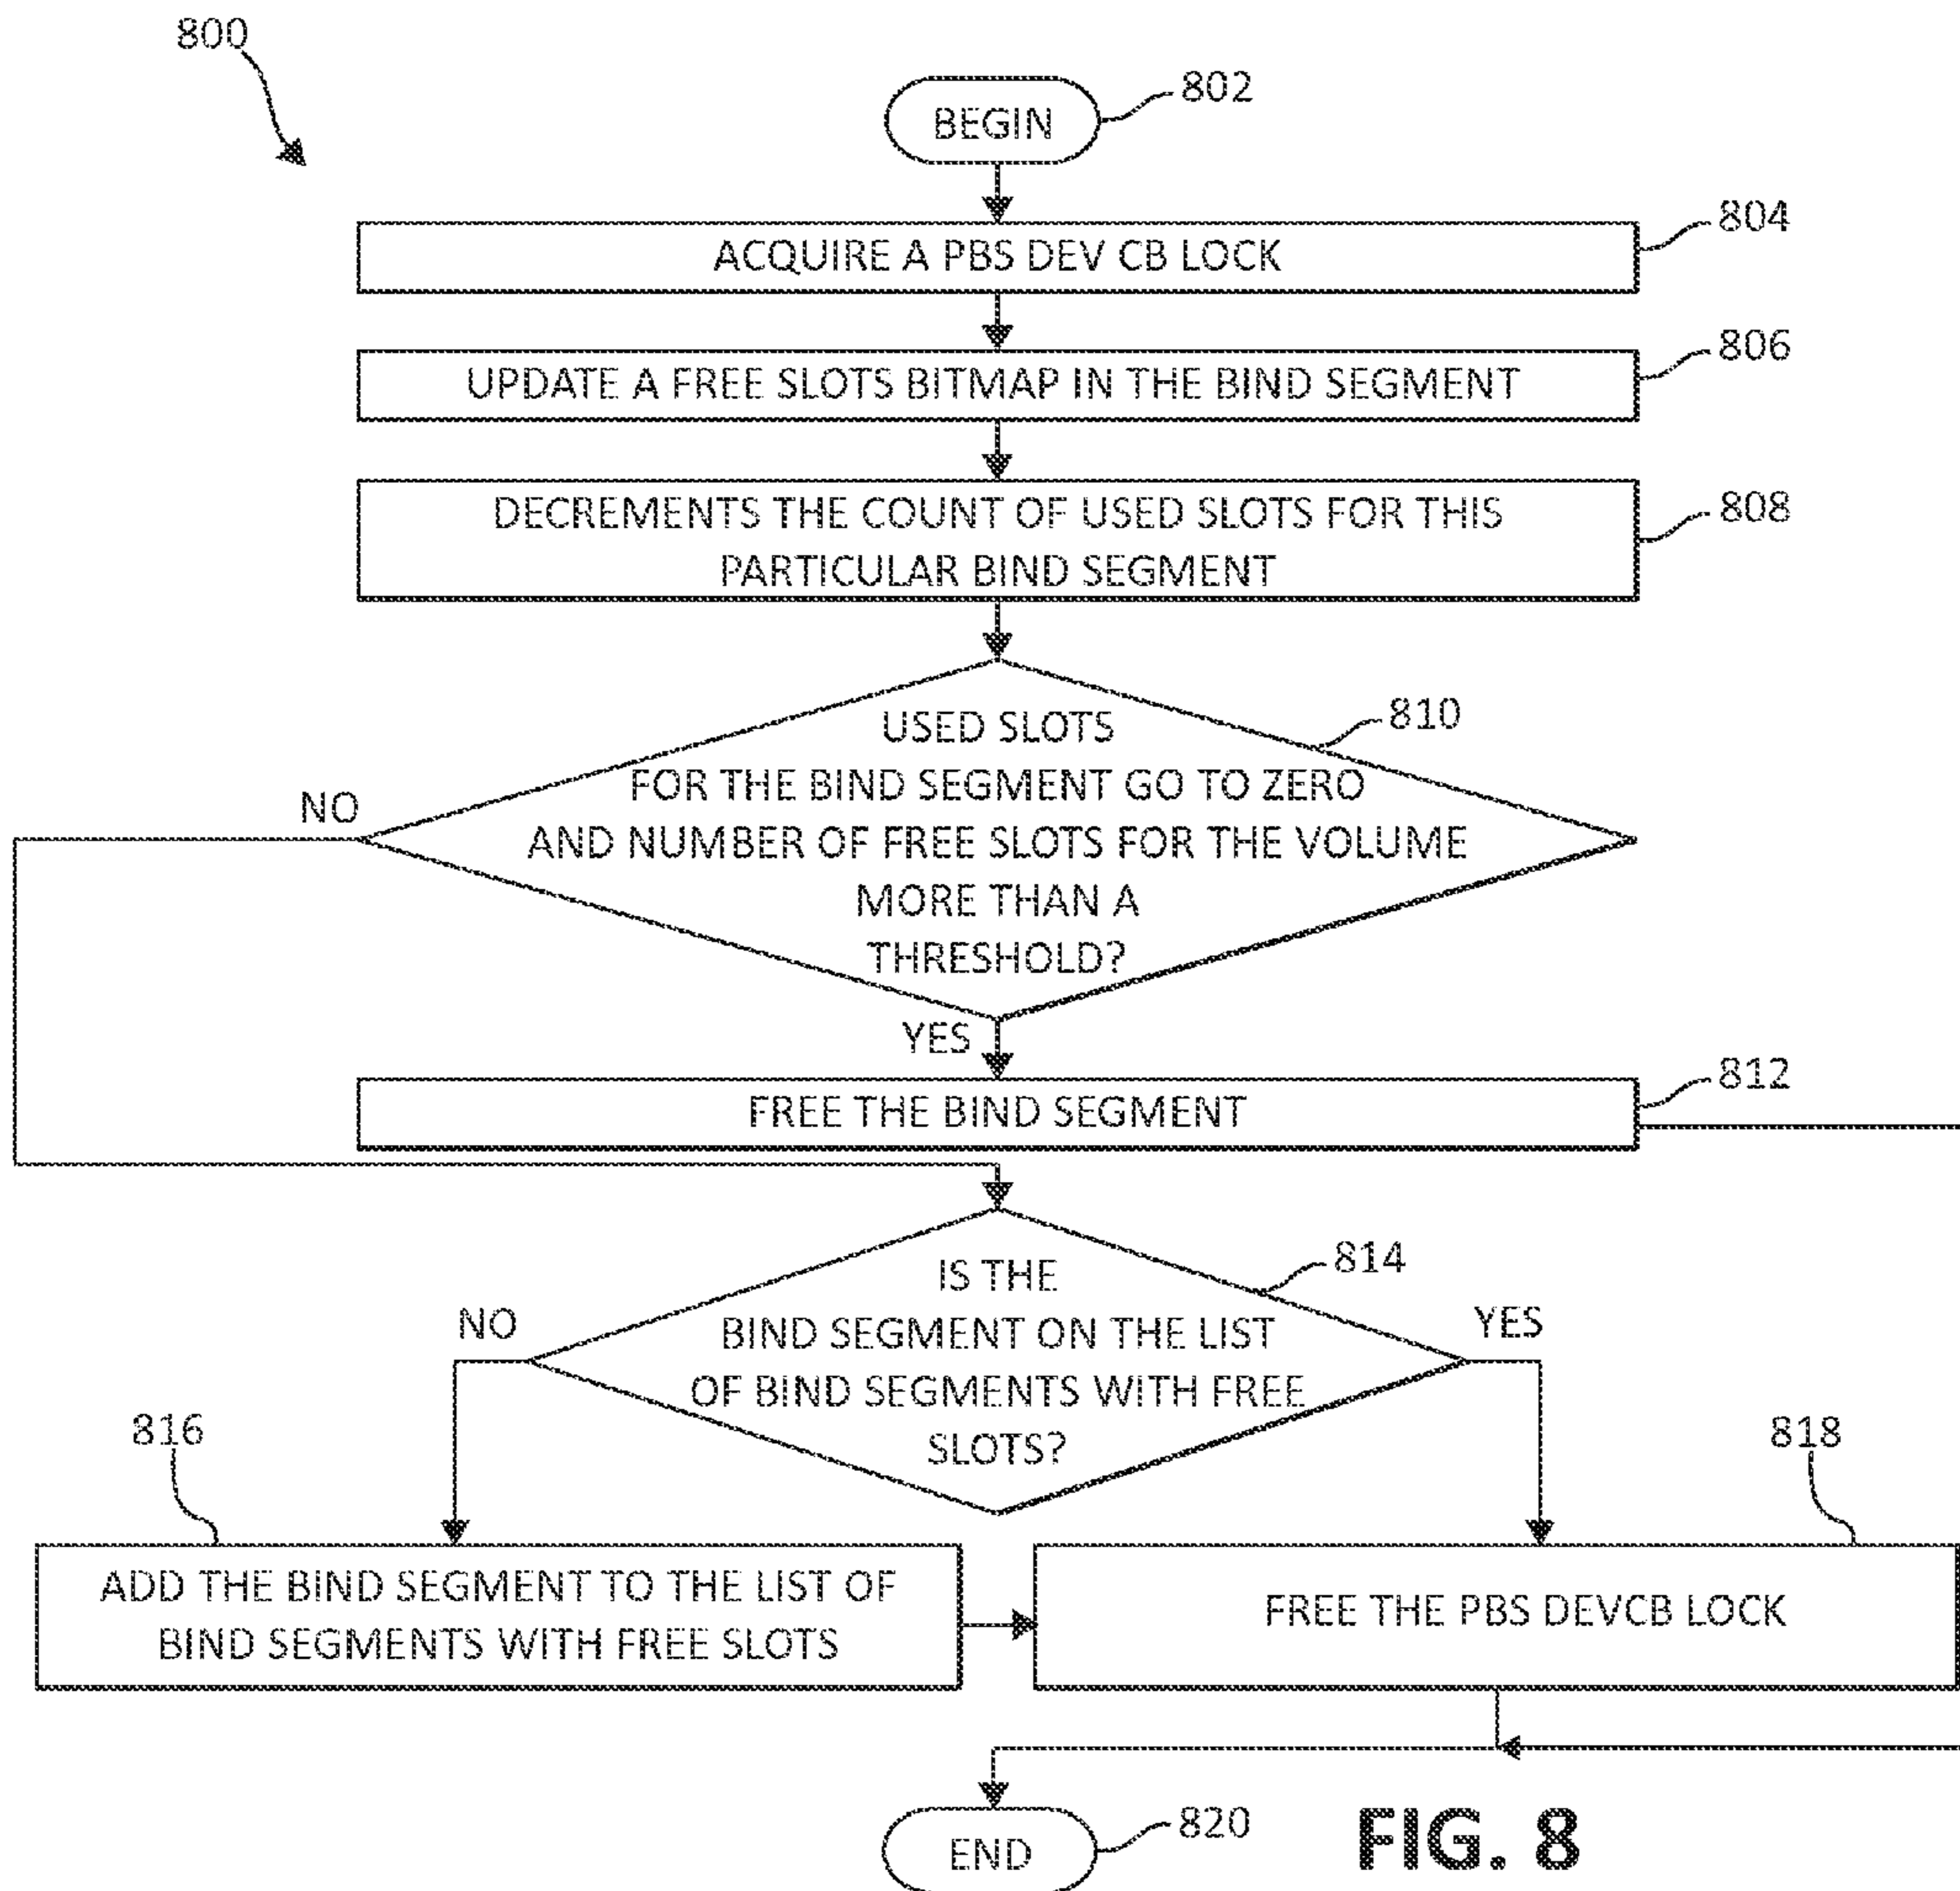 800
BEGIN
802
ACQUIRE A PBS DEV CB LOCK
804
UPDATE A FREE SLOTS BITMAP IN THE BIND SEGMENT
806
DECREMENTS THE COUNT OF USED SLOTS FOR THIS
PARTICULAR BIND SEGMENT
808
USED SLOTS
FOR THE BIND SEGMENT GO TO ZERO
AND NUMBER OF FREE SLOTS FOR THE VOLUME
MORE THAN A
THRESHOLD?
810
NO
YES
FREE THE BIND SEGMENT
812
IS THE
BIND SEGMENT ON THE LIST
OF BIND SEGMENTS WITH FREE
SLOTS?
814
NO
YES
816
ADD THE BIND SEGMENT TO THE LIST OF
BIND SEGMENTS WITH FREE SLOTS
818
FREE THE PBS DEVCB LOCK
END
820
FIG. 8